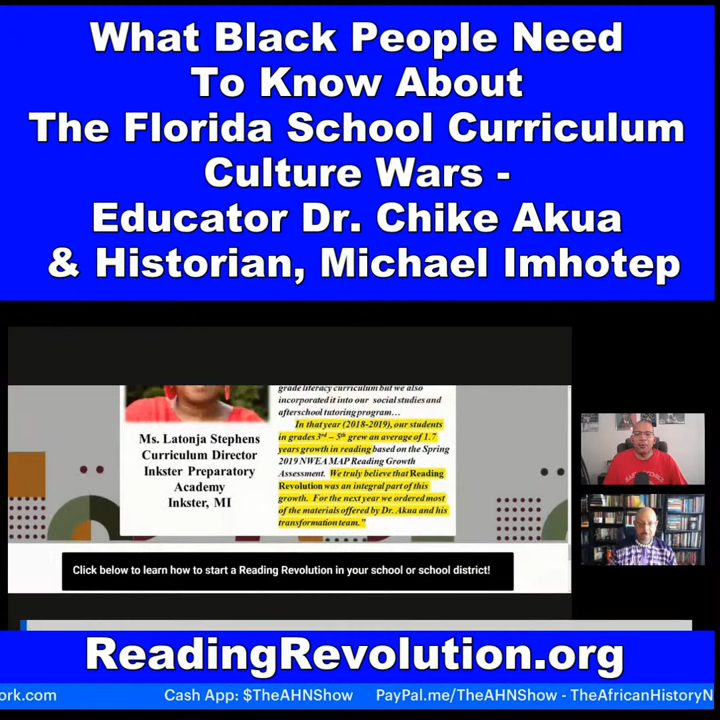 What Black People Need
To Know About
The Florida School Curriculum
Culture Wars -
Educator Dr. Chike Akua
& Historian, Michael Imhotep
grade literacy curriculum but we also
incorporated it into our social studies and
afterschool tutoring program…
In that year (2018-2019), our students
in grades 3rd – 5th grew an average of 1.7
years growth in reading based on the Spring
2019 NWEA MAP Reading Growth
Assessment. We truly believe that Reading
Revolution was an integral part of this
growth. For the next year we ordered most
of the materials offered by Dr. Akua and his
transformation team.”
Ms. Latonja Stephens
Curriculum Director
Inkster Preparatory
Academy
Inkster, MI
Click below to learn how to start a Reading Revolution in your school or school district!
ReadingRevolution.org
ork.com Cash App: $TheAHNShow PayPal.me/TheAHNShow - TheAfricanHistoryN